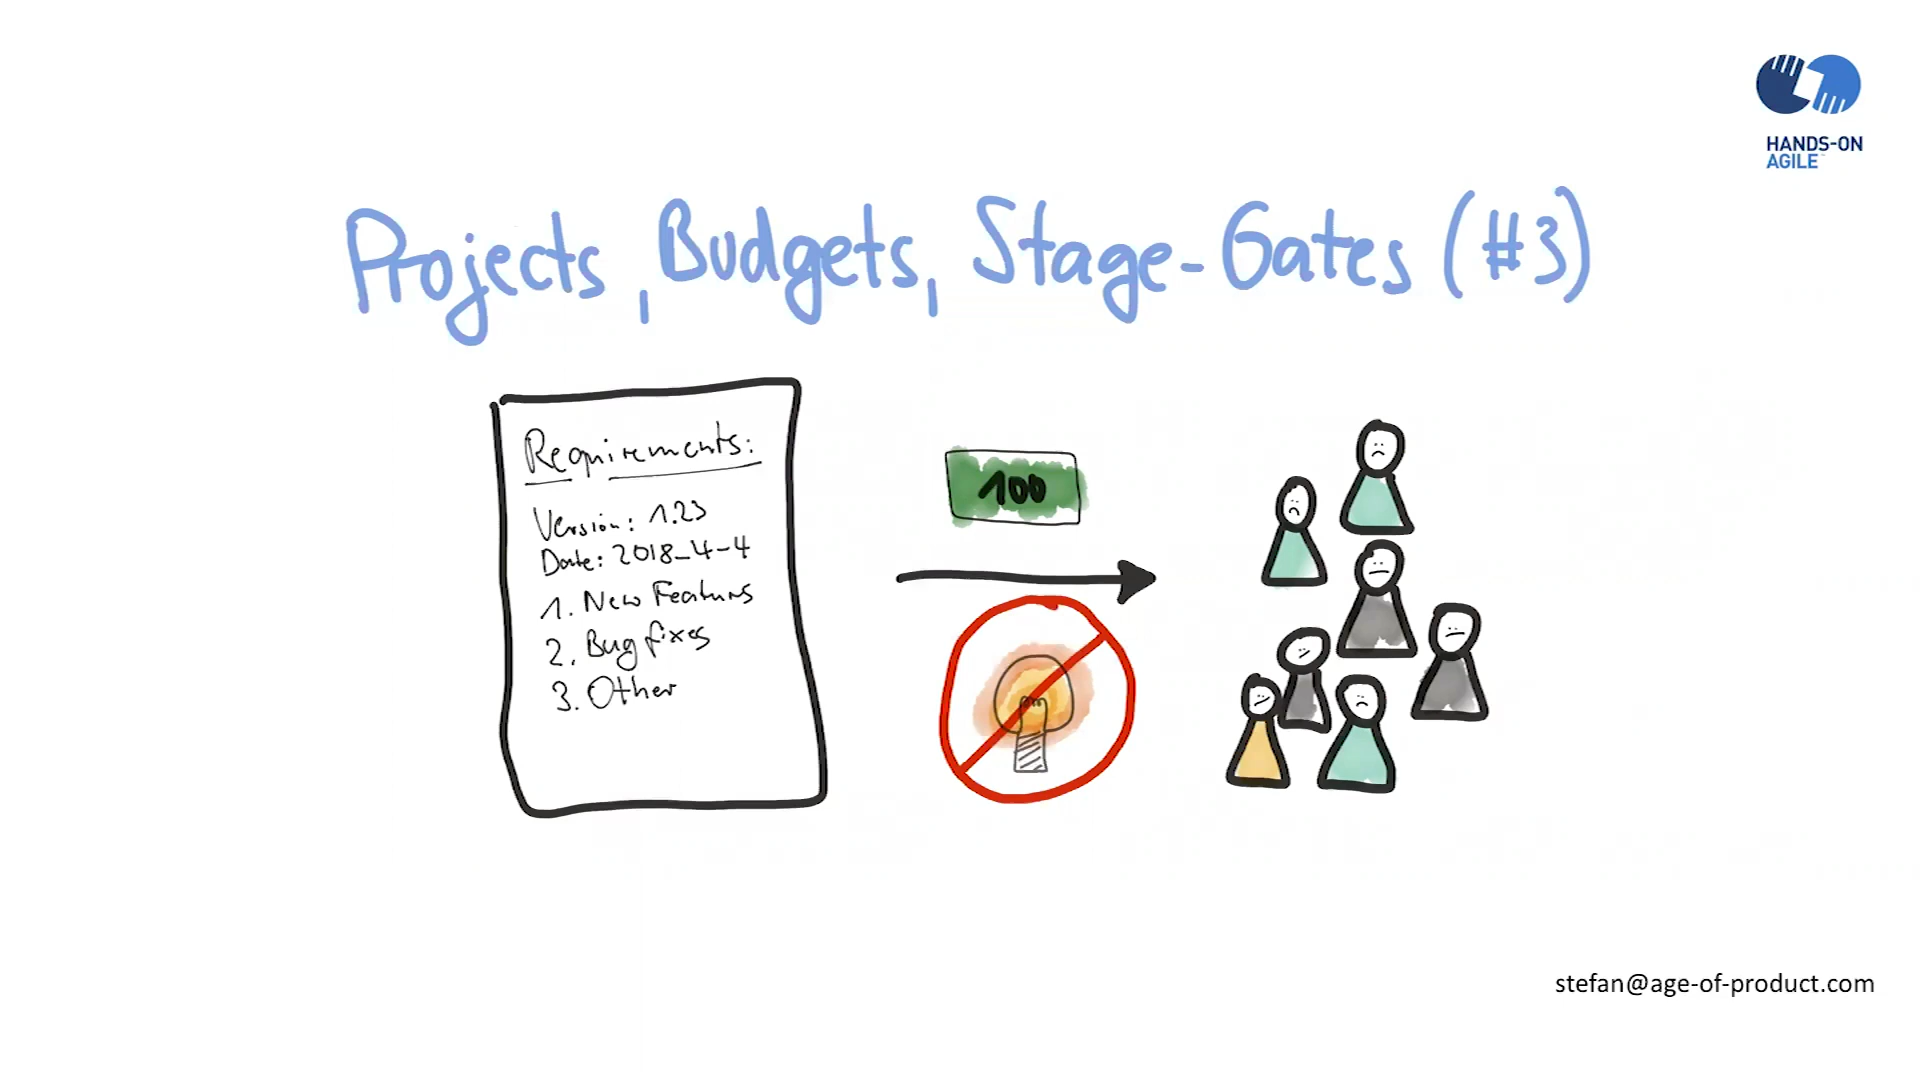 HANDS-ON
AGILE™
Projects, Budgets, Stage-Gates (#3)
Requirements:
Version: 1.23
Date: 2018-4-4
1. New Features
2. Bug fixes
3. Other
100
stefan@age-of-product.com